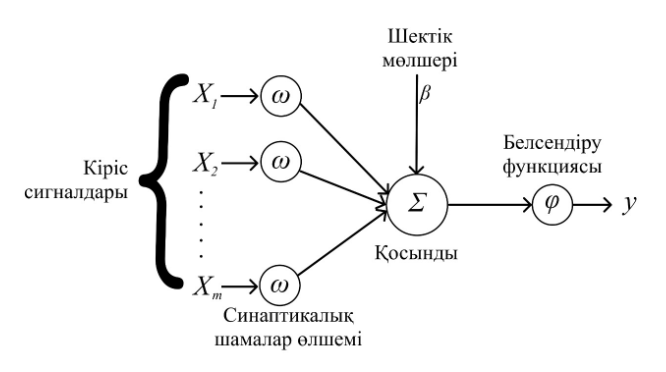 Шектік
мөлшері
β
X1
ω
Белсендіру
функциясы
Кіріс
сигналдары
X2
ω
Σ
φ
y
Қосынды
Xm
ω
Синаптикалық
шамалар өлшемі